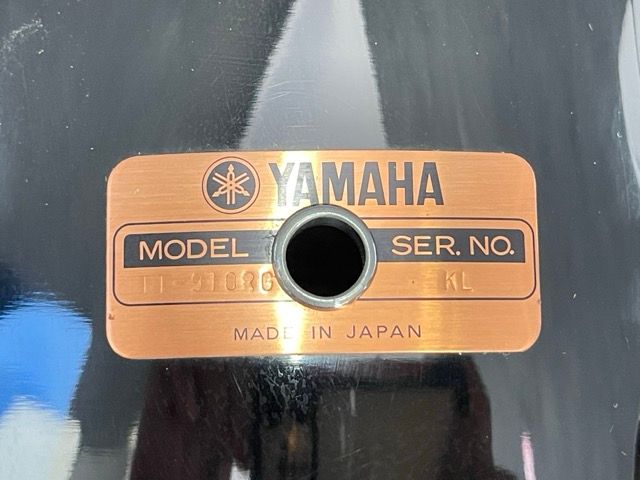 YAMAHA
MODEL SER. NO.
KL
MADE IN JAPAN